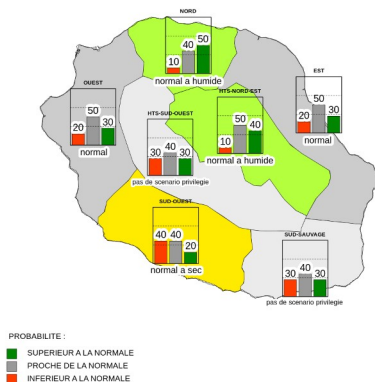 NORD
10 40 50
normal a humide
OUEST
20 50 30
normal
EST
20 50 30
normal
HTS-NORD-EST
10 50 40
normal a humide
HTS-SUD-OUEST
30 40 30
pas de scenario privilegie
SUD-OUEST
40 40 20
normal a sec
SUD-SAUVAGE
30 40 30
pas de scenario privilegie
PROBABILITE :
SUPERIEUR A LA NORMALE
PROCHE DE LA NORMALE
INFERIEUR A LA NORMALE